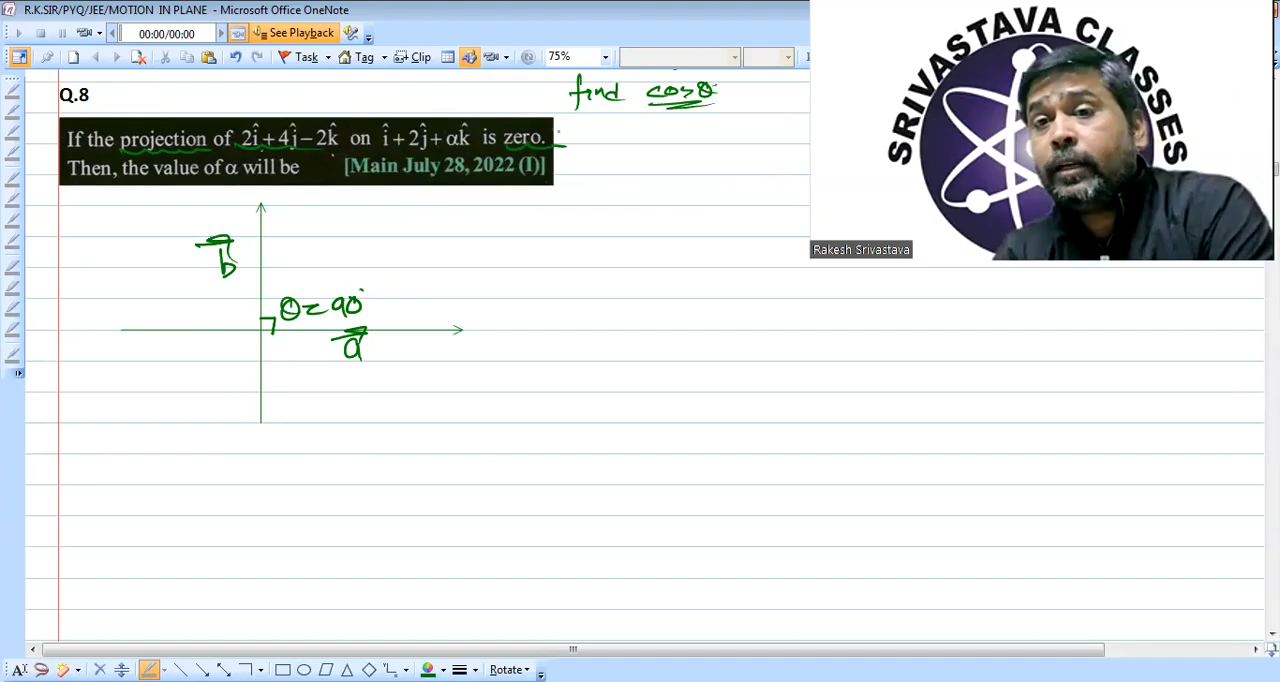 R.K.SIR/PYQ/JEE/MOTION IN PLANE - Microsoft Office OneNote
00:00/00:00 See Playback
Task Tag Clip 75%
find cosθ
Q.8
If the projection of 2î+4ĵ−2k̂ on î+2ĵ+αk̂ is zero.
Then, the value of α will be [Main July 28, 2022 (I)]
b
θ = 90°
a
SRIVASTAVA CLASSES
Rakesh Srivastava
Rotate